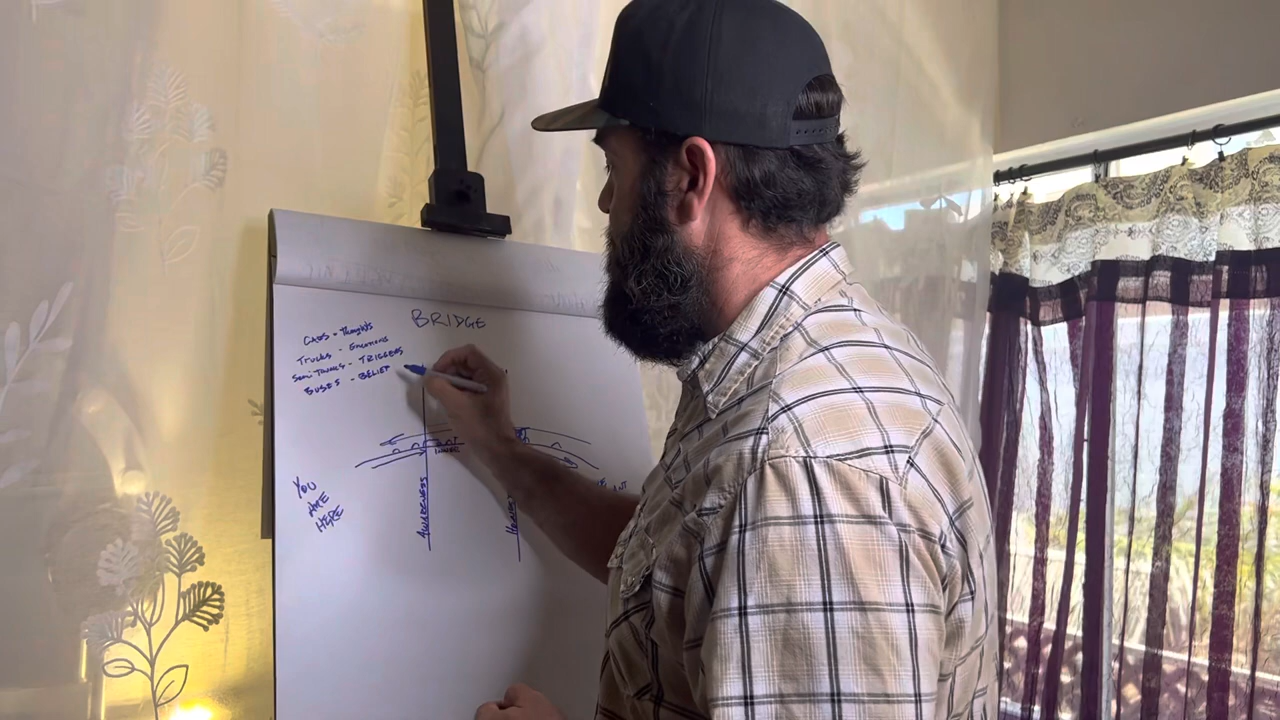 BRIDGE
CARS - Thoughts
Trucks - Emotions
Semi Trucks - TRIGGERS
BUSES - BELIEF
YOU
ARE
HERE
AWARENESS